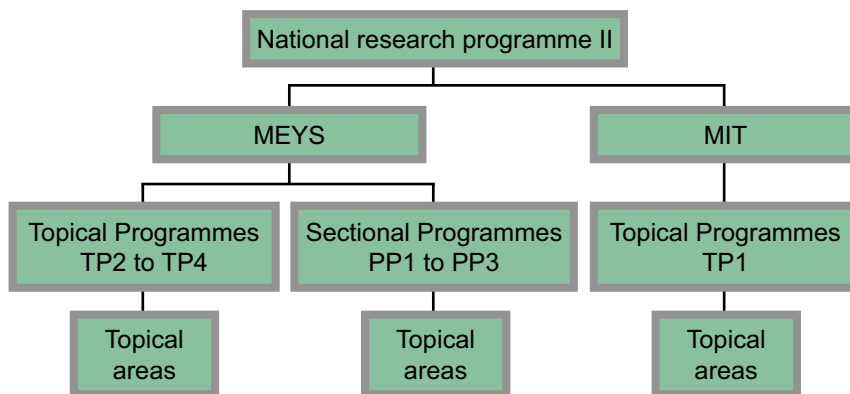 National research programme II
MEYS
MIT
Topical Programmes
TP2 to TP4
Sectional Programmes
PP1 to PP3
Topical Programmes
TP1
Topical
areas
Topical
areas
Topical
areas